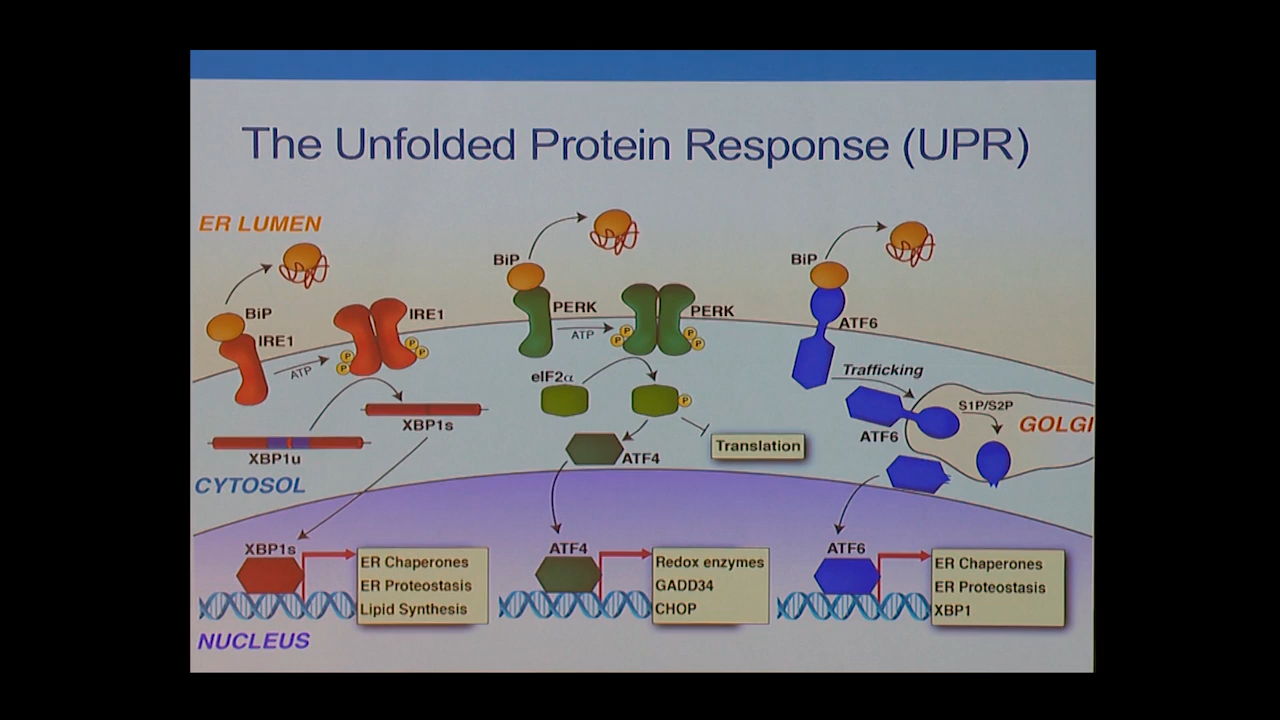 The Unfolded Protein Response (UPR)
ER LUMEN
BiP
IRE1
ATP
IRE1
P
P
P
P
XBP1u
XBP1s
BiP
PERK
ATP
PERK
P
P
P
P
eIF2α
P
ATF4
Translation
BiP
ATF6
Trafficking
ATF6
S1P/S2P
GOLGI
CYTOSOL
XBP1s
ER Chaperones
ER Proteostasis
Lipid Synthesis
ATF4
Redox enzymes
GADD34
CHOP
ATF6
ER Chaperones
ER Proteostasis
XBP1
NUCLEUS